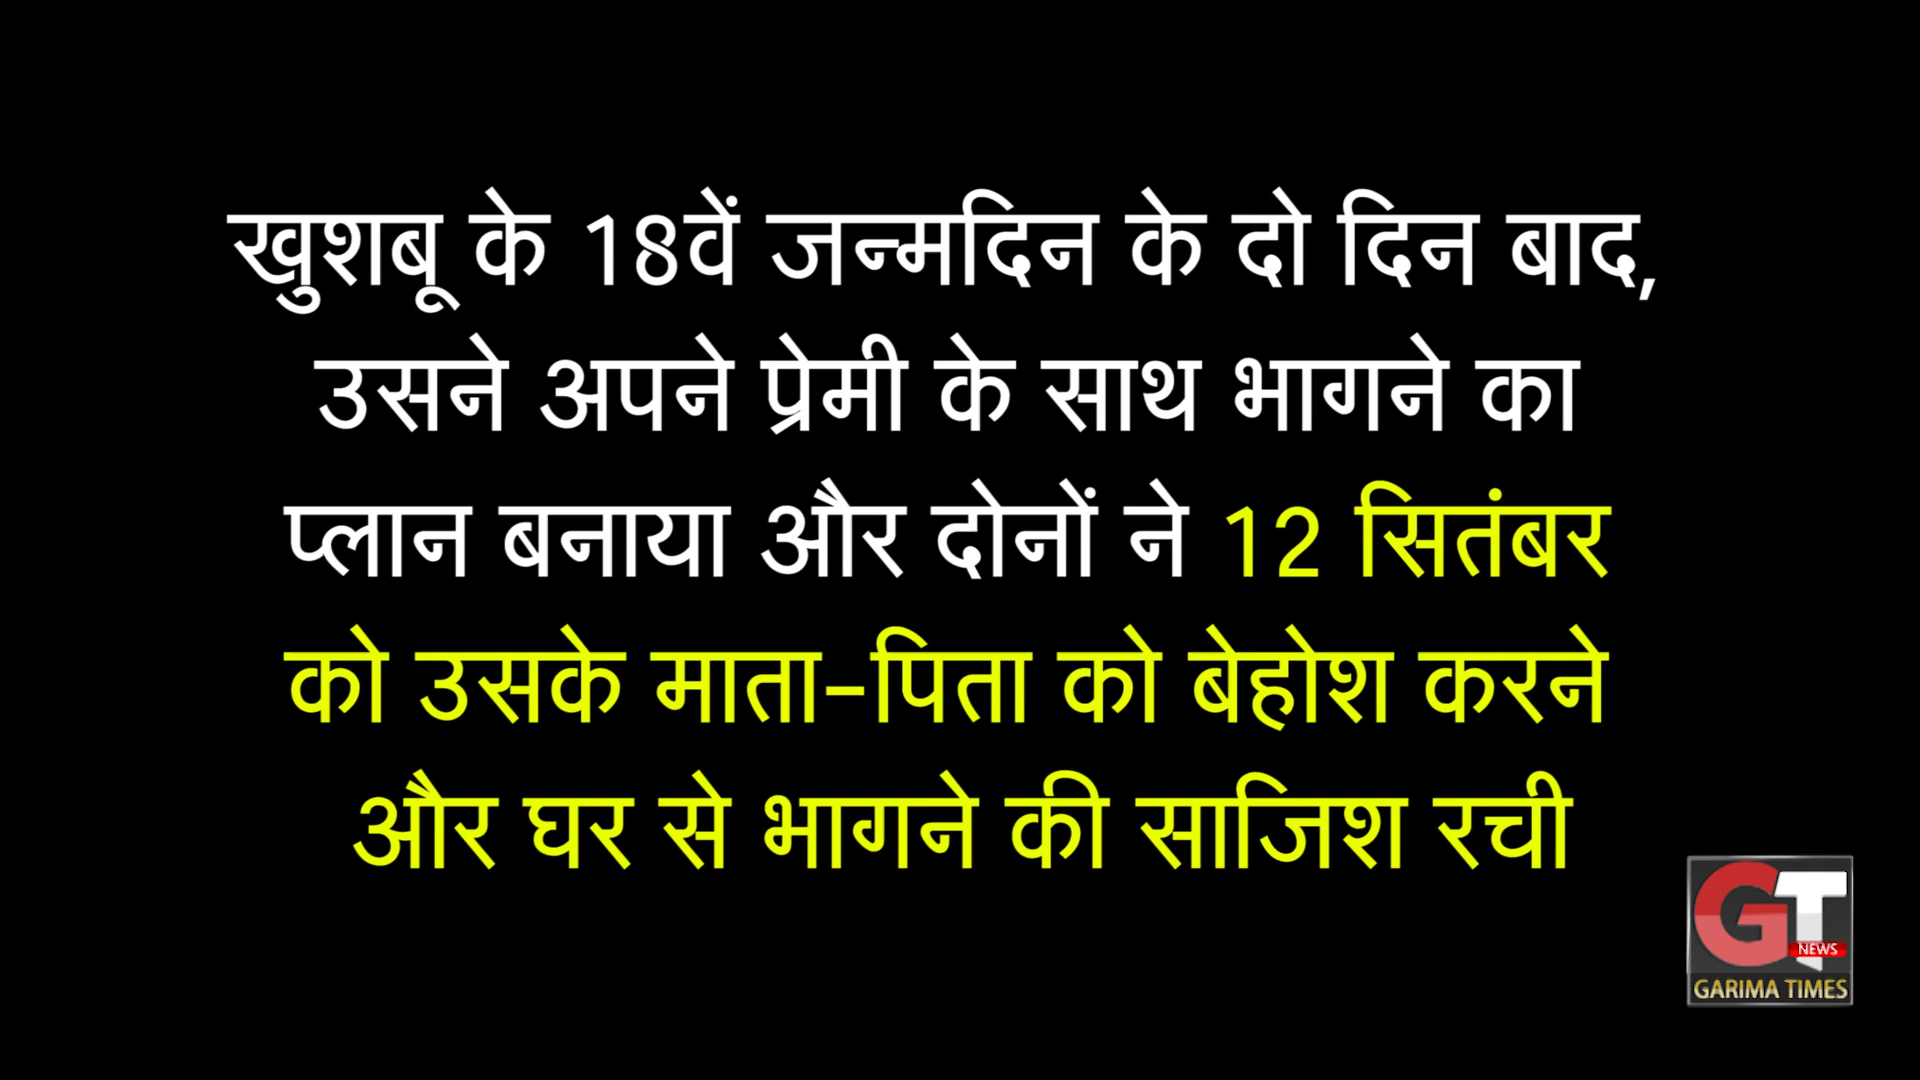 खुशबू के 18वें जन्मदिन के दो दिन बाद,
उसने अपने प्रेमी के साथ भागने का
प्लान बनाया और दोनों ने 12 सितंबर
को उसके माता-पिता को बेहोश करने
और घर से भागने की साजिश रची
GT
NEWS
GARIMA TIMES